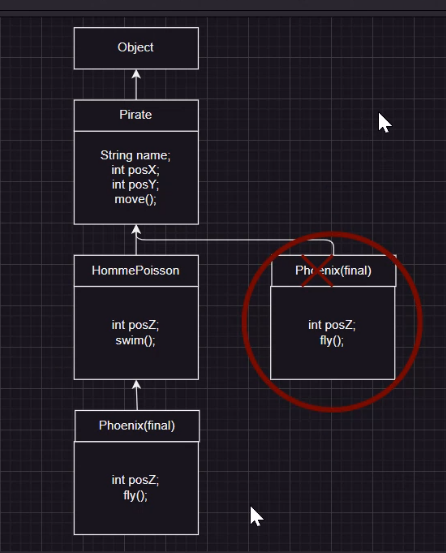 Object
Pirate
String name;
int posX;
int posY;
move();
HommePoisson
int posZ;
swim();
Phoenix(final)
int posZ;
fly();
Phoenix(final)
int posZ;
fly();